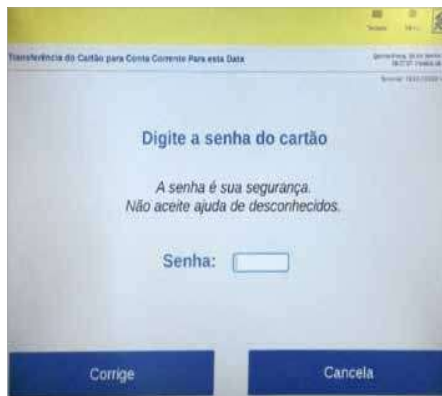 Transferência do Cartão para Conta Corrente Para esta Data
Digite a senha do cartão
A senha é sua segurança.
Não aceite ajuda de desconhecidos.
Senha:
Corrige
Cancela